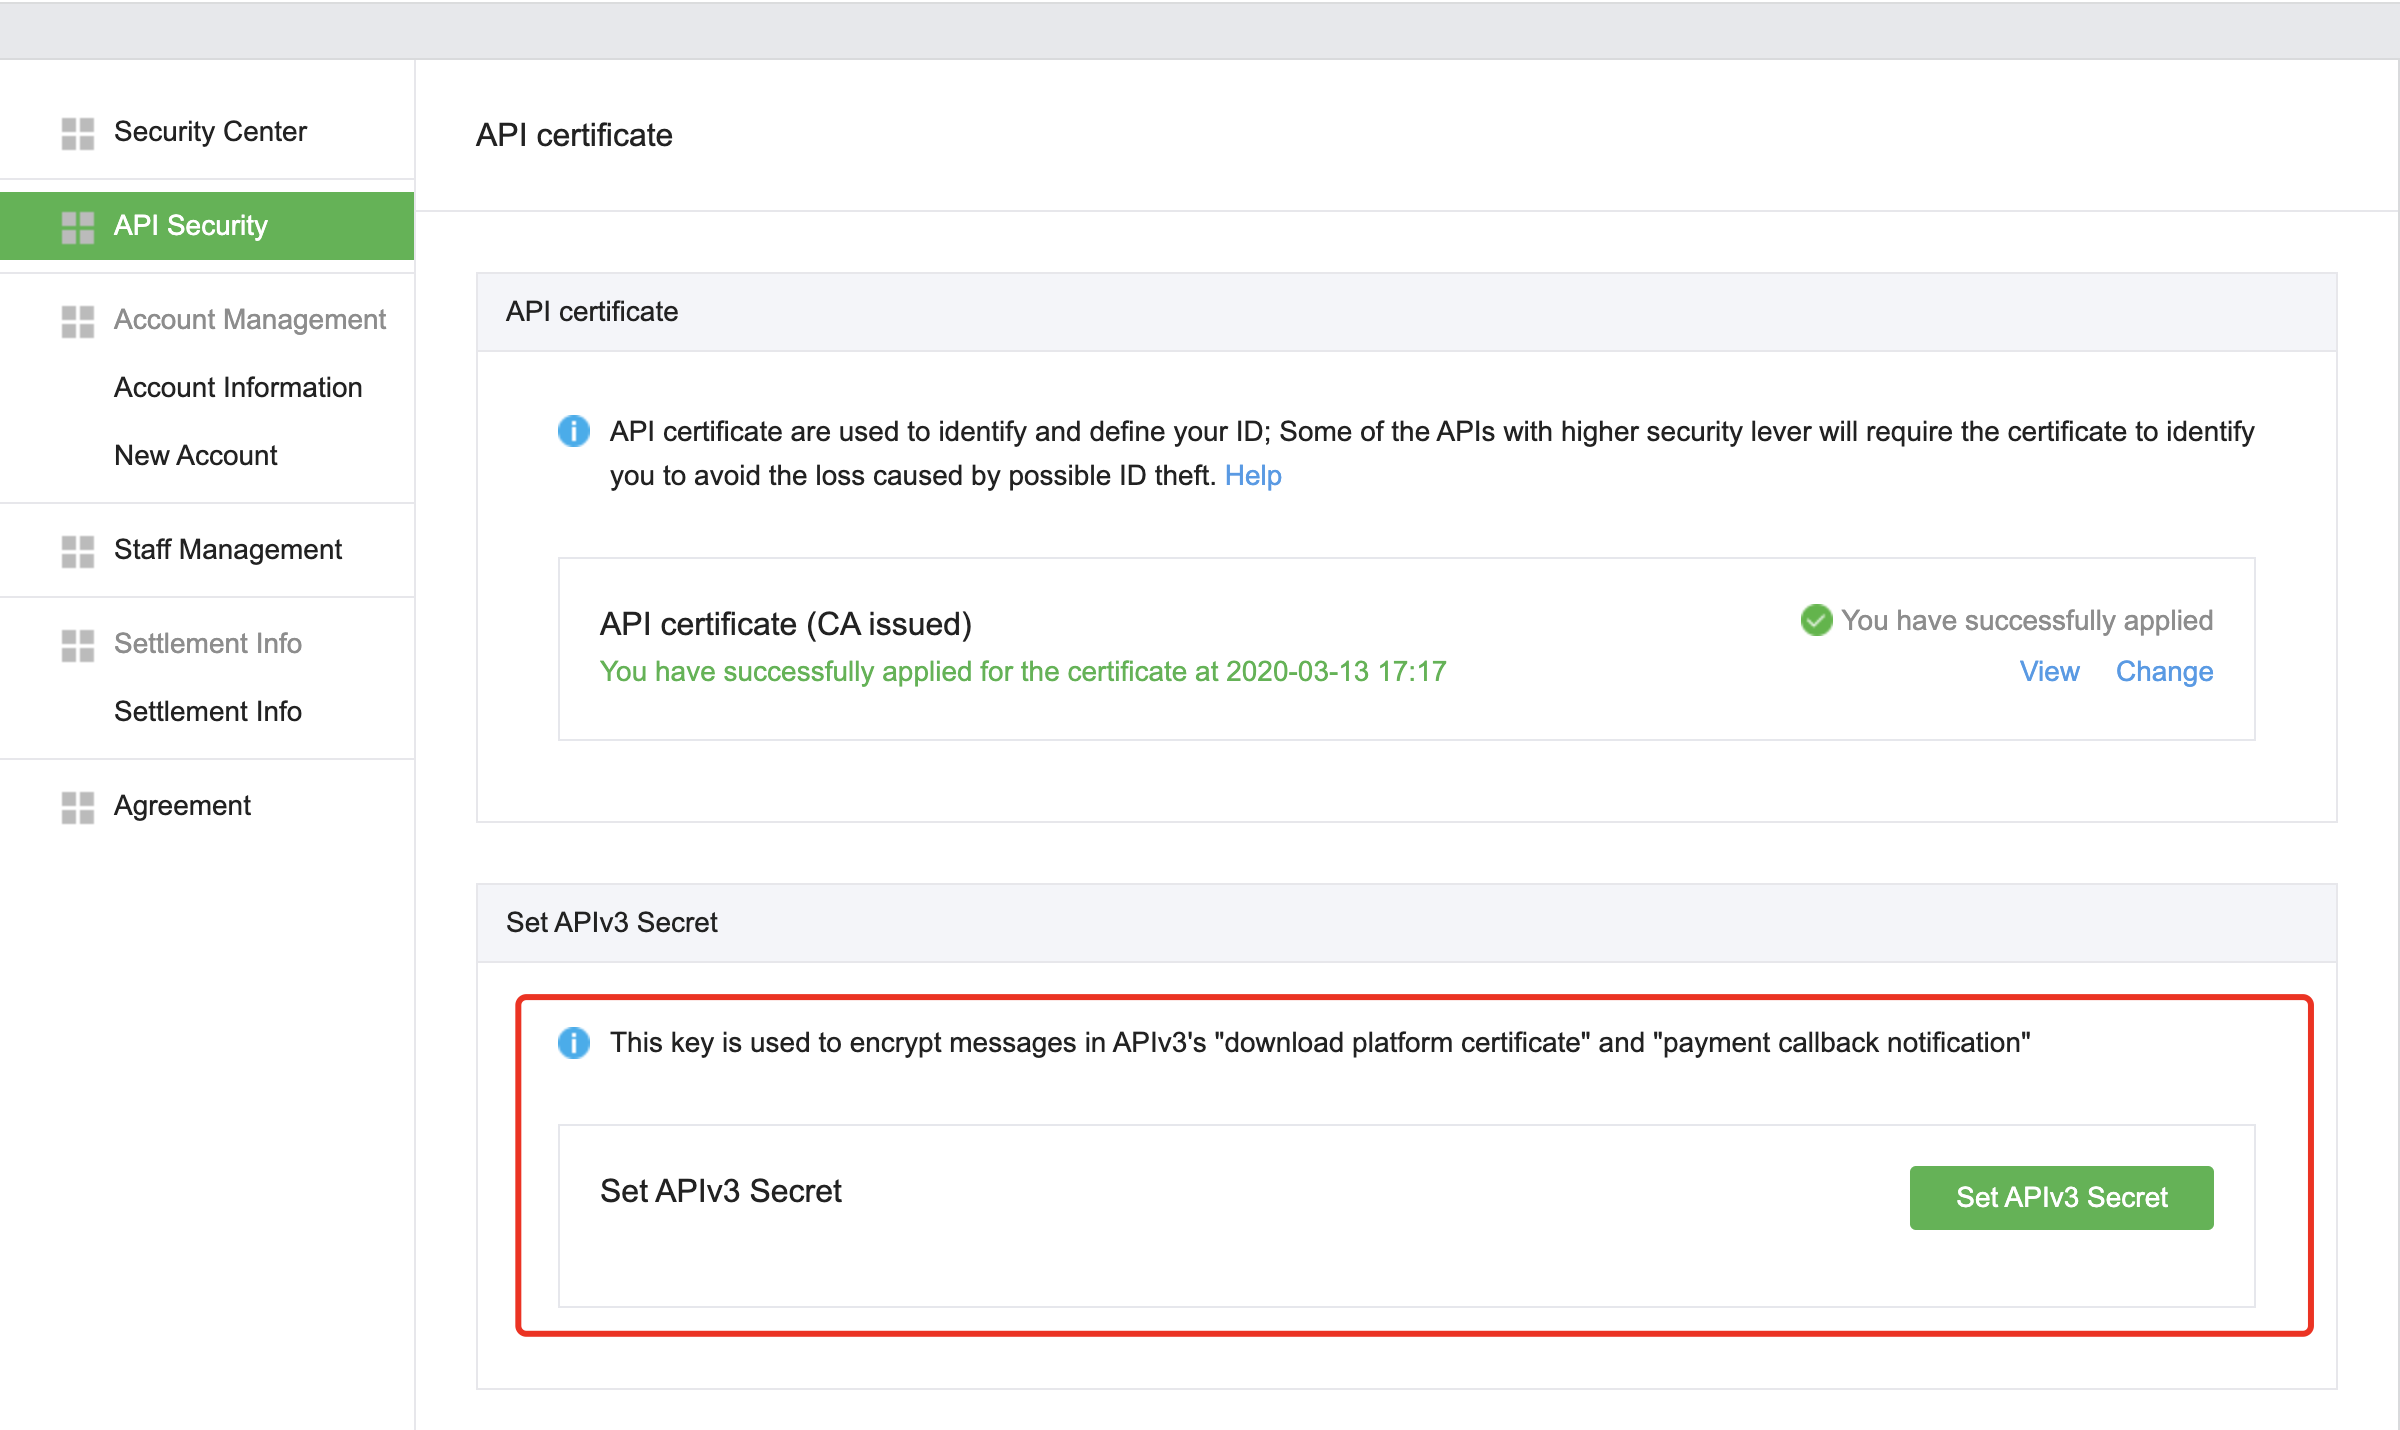 Security Center
API Security
Account Management
Account Information
New Account
Staff Management
Settlement Info
Settlement Info
Agreement
API certificate
API certificate
API certificate are used to identify and define your ID; Some of the APIs with higher security lever will require the certificate to identify
you to avoid the loss caused by possible ID theft. Help
API certificate (CA issued)
You have successfully applied
You have successfully applied for the certificate at 2020-03-13 17:17
View Change
Set APIv3 Secret
This key is used to encrypt messages in APIv3's "download platform certificate" and "payment callback notification"
Set APIv3 Secret
Set APIv3 Secret